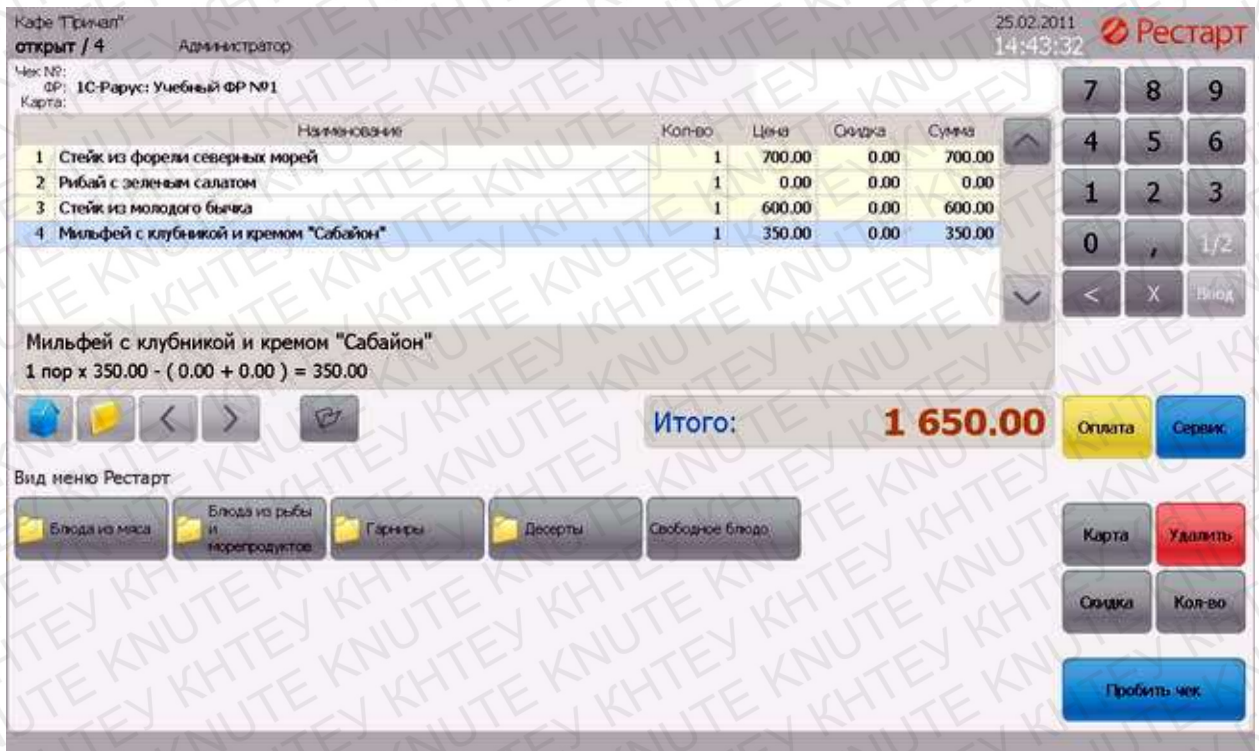 Кафе "Причал"
открыт / 4 Администратор
25.02.2011
14:43:32
Рестарт
Чек №:
ФР: 1С-Рарус: Учебный ФР №1
Карта:
Наименование Кол-во Цена Скидка Сумма
1 Стейк из форели северных морей 1 700.00 0.00 700.00
2 Рибай с зеленым салатом 1 0.00 0.00 0.00
3 Стейк из молодого бычка 1 600.00 0.00 600.00
4 Мильфей с клубникой и кремом "Сабайон" 1 350.00 0.00 350.00
7 8 9
4 5 6
1 2 3
0 , 1/2
< X Ввод
Мильфей с клубникой и кремом "Сабайон"
1 пор x 350.00 - ( 0.00 + 0.00 ) = 350.00
< >
Итого: 1 650.00
Оплата Сервис
Вид меню Рестарт
Блюда из мяса
Блюда из рыбы
и
морепродуктов
Гарниры
Десерты
Свободное блюдо
Карта Удалить
Скидка Кол-во
Пробить чек
KHTEY KNUTE KHTEY KNUTE